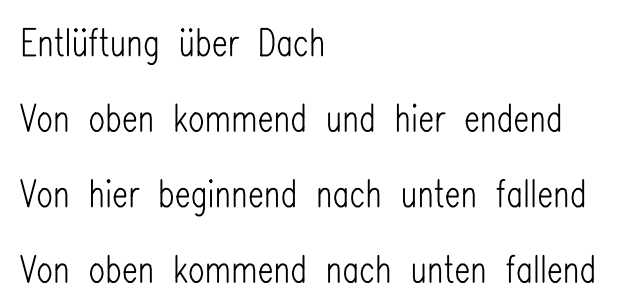 Entlüftung über Dach
Von oben kommend und hier endend
Von hier beginnend nach unten fallend
Von oben kommend nach unten fallend